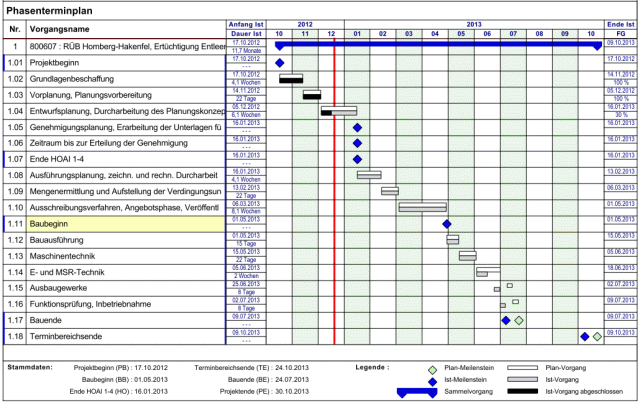 Phasenterminplan
Nr. Vorgangsname Anfang Ist 2012 2013 Ende Ist
Dauer Ist 10 11 12 01 02 03 04 05 06 07 08 09 10 FG
1 800607 : RÜB Homberg-Hakenfel, Ertüchtigung Entleer 17.10.2012 09.10.2013
11,7 Monate
1.01 Projektbeginn 17.10.2012 17.10.2012
---
1.02 Grundlagenbeschaffung 17.10.2012 14.11.2012
4,1 Wochen 100 %
1.03 Vorplanung, Planungsvorbereitung 14.11.2012 05.12.2012
22 Tage 100 %
1.04 Entwurfsplanung, Durcharbeitung des Planungskonzep 05.12.2012 16.01.2013
6,1 Wochen 30 %
1.05 Genehmigungsplanung, Erarbeitung der Unterlagen fü 16.01.2013 16.01.2013
---
1.06 Zeitraum bis zur Erteilung der Genehmigung 16.01.2013 16.01.2013
---
1.07 Ende HOAI 1-4 16.01.2013 16.01.2013
---
1.08 Ausführungsplanung, zeichn. und rechn. Durcharbeit 16.01.2013 13.02.2013
4,1 Wochen
1.09 Mengenermittlung und Aufstellung der Verdingungsun 13.02.2013 06.03.2013
22 Tage
1.10 Ausschreibungsverfahren, Angebotsphase, Veröffentl 06.03.2013 01.05.2013
8,1 Wochen
1.11 Baubeginn 01.05.2013 01.05.2013
---
1.12 Bauausführung 01.05.2013 15.05.2013
15 Tage
1.13 Maschinentechnik 15.05.2013 05.06.2013
22 Tage
1.14 E- und MSR-Technik 05.06.2013 18.06.2013
2 Wochen
1.15 Ausbaugewerke 25.06.2013 02.07.2013
8 Tage
1.16 Funktionsprüfung, Inbetriebnahme 02.07.2013 09.07.2013
8 Tage
1.17 Bauende 09.07.2013 09.07.2013
---
1.18 Terminbereichsende 09.10.2013 09.10.2013
---
Stammdaten: Projektbeginn (PB) : 17.10.2012 Terminbereichsende (TE) : 24.10.2013 Legende : Plan-Meilenstein Plan-Vorgang
Baubeginn (BB) : 01.05.2013 Bauende (BE) : 24.07.2013 Ist-Meilenstein Ist-Vorgang
Ende HOAI 1-4 (HO) : 16.01.2013 Projektende (PE) : 30.10.2013 Sammelvorgang Ist-Vorgang abgeschlossen